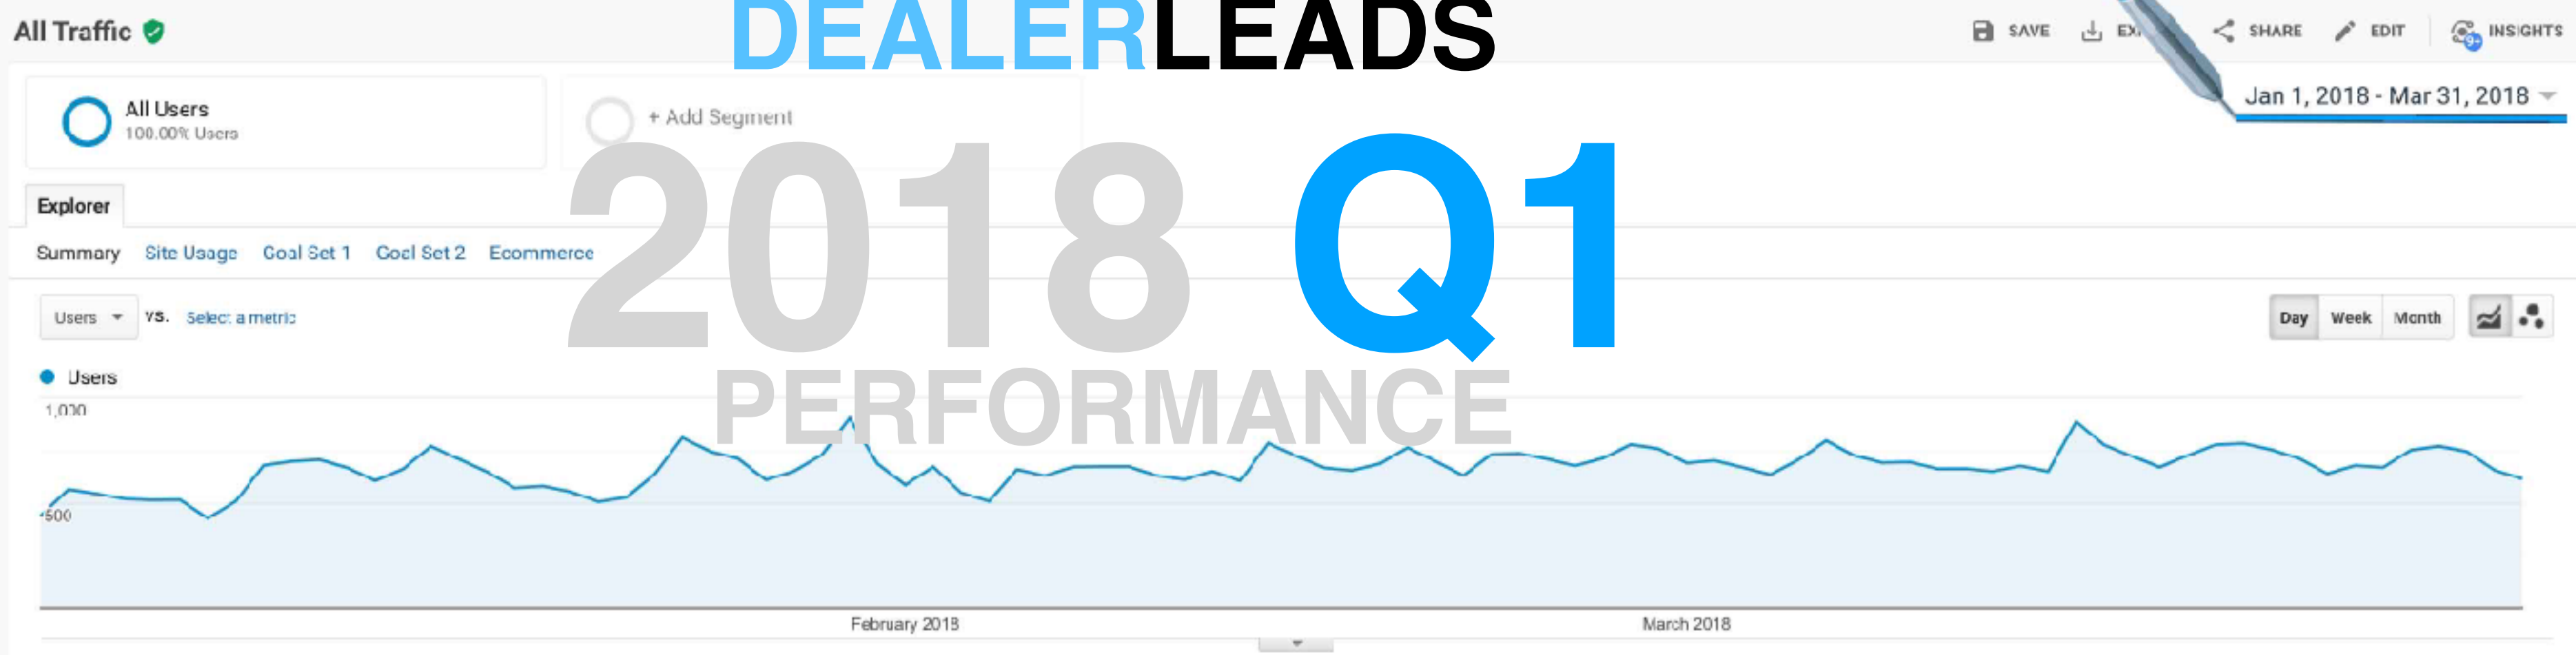 All Traffic
DEALERLEADS
SAVE
SHARE
EDIT
9+
INSIGHTS
All Users
100.00% Users
+ Add Segment
Jan 1, 2018 - Mar 31, 2018
2018 Q1
PERFORMANCE
Explorer
Summary Site Usage Goal Set 1 Goal Set 2 Ecommerce
Users VS. Select a metric
Day Week Month
Users
1,000
500
February 2018 March 2018